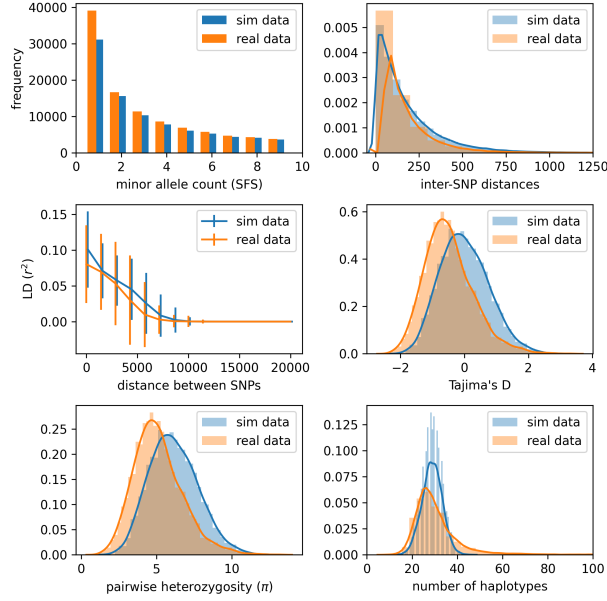 frequency
40000
30000
20000
10000
0
0 2 4 6 8 10
minor allele count (SFS)
sim data
real data
0.005
0.004
0.003
0.002
0.001
0.000
0 250 500 750 1000 1250
inter-SNP distances
sim data
real data
LD (r²)
0.15
0.10
0.05
0.00
0 5000 10000 15000 20000
distance between SNPs
sim data
real data
0.6
0.4
0.2
0.0
−2 0 2 4
Tajima's D
sim data
real data
0.25
0.20
0.15
0.10
0.05
0.00
5 10
pairwise heterozygosity (π)
sim data
real data
0.125
0.100
0.075
0.050
0.025
0.000
0 20 40 60 80 100
number of haplotypes
sim data
real data